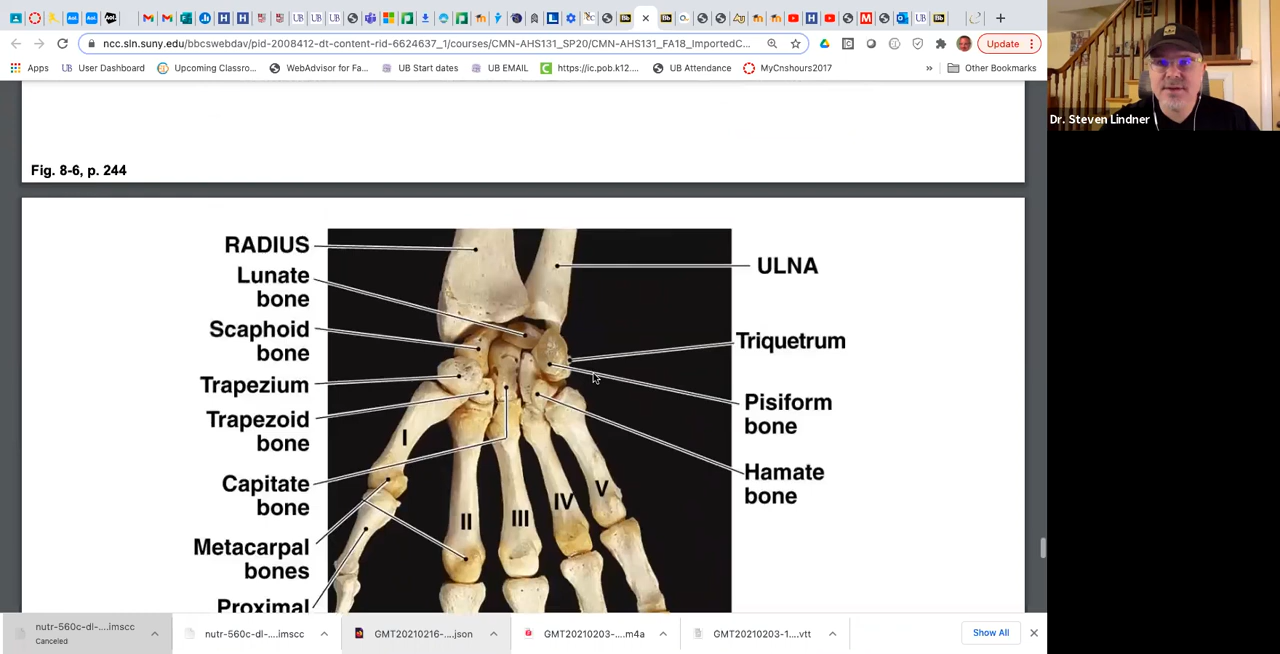 ncc.sln.suny.edu/bbcswebdav/pid-2008412-dt-content-rid-6624637_1/courses/CMN-AHS131_SP20/CMN-AHS131_FA18_ImportedC...
Update
Apps
UB
User Dashboard
Upcoming Classro...
WebAdvisor for Fa...
UB Start dates
UB EMAIL
https://ic.pob.k12....
UB Attendance
MyCnshours2017
»
Other Bookmarks
Dr. Steven Lindner
Fig. 8-6, p. 244
RADIUS
Lunate
bone
Scaphoid
bone
Trapezium
Trapezoid
bone
Capitate
bone
Metacarpal
bones
Proximal
ULNA
Triquetrum
Pisiform
bone
Hamate
bone
I
II
III
IV
V
nutr-560c-dl-....imscc
Canceled
nutr-560c-dl-....imscc
GMT20210216-....json
GMT20210203-....m4a
GMT20210203-1....vtt
Show All